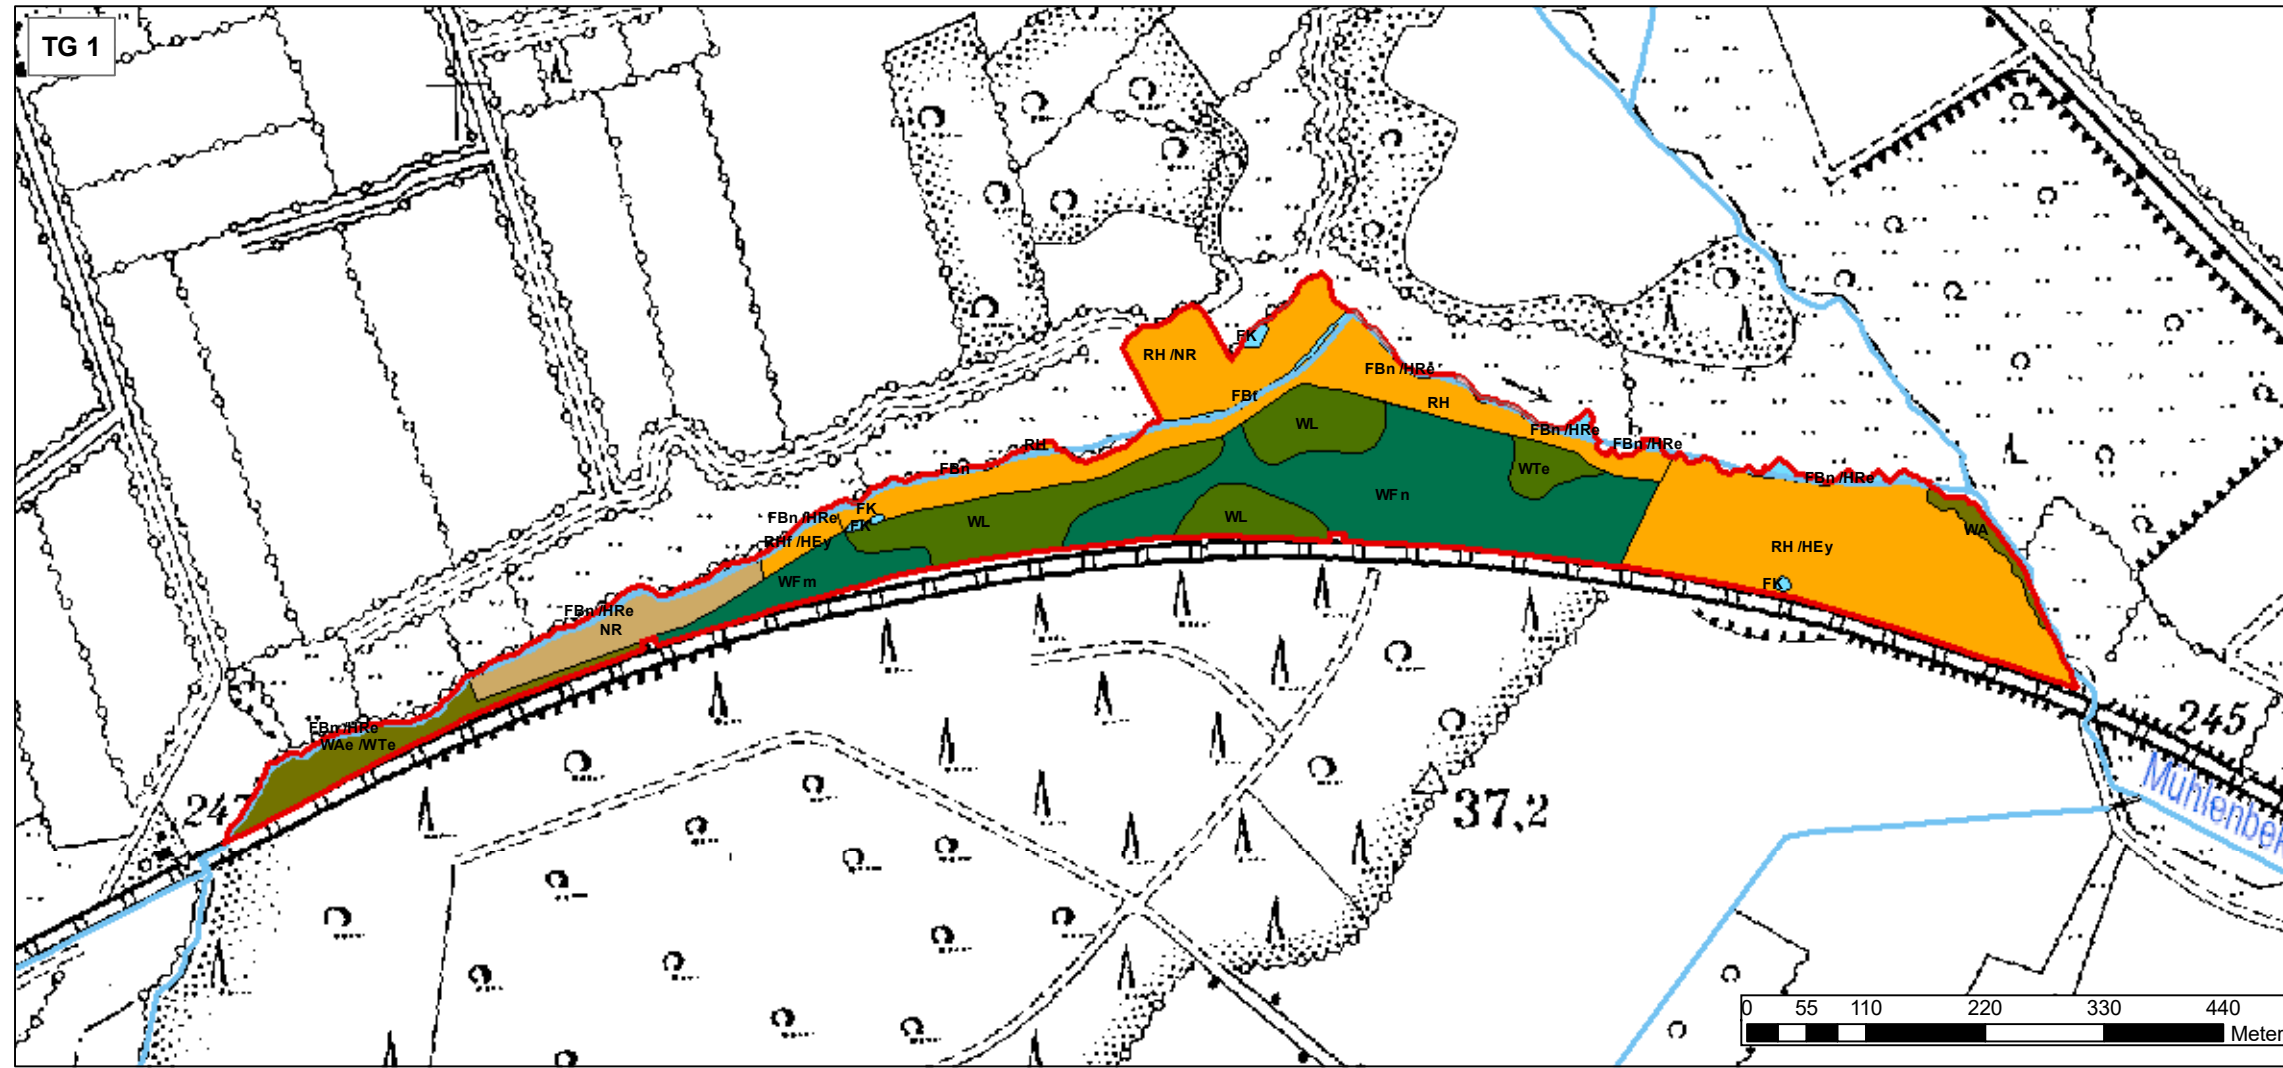 TG 1
FK
RH /NR
FBn /HRe
FBt
RH
WL
FBn /HRe
RH
FBn /HRe
FBn
WTe
FBn /HRe
WFn
FK
FBn /HRe
FK
WL
WL
WA
RHf /HEy
RH /HEy
WFm
FK
FBn /HRe
NR
245
FBn /HRe
WAe /WTe
Mühlenbek
247
37,2
0 55 110 220 330 440
Meter